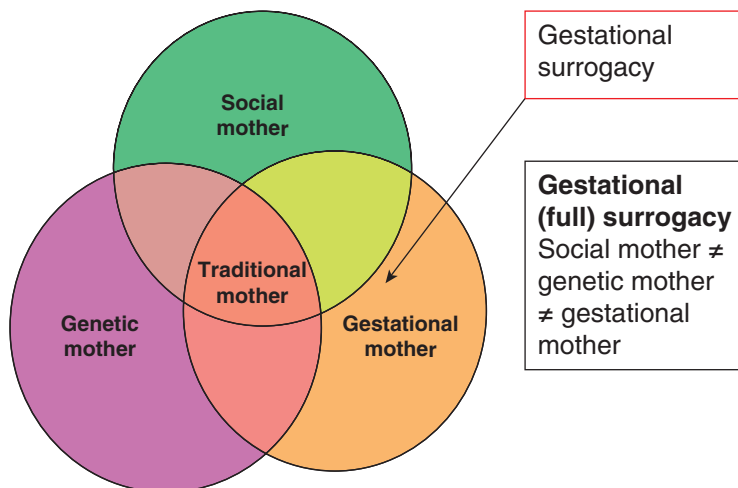 Social
mother
Traditional
mother
Genetic
mother
Gestational
mother
Gestational
surrogacy
Gestational
(full) surrogacy
Social mother ≠
genetic mother
≠ gestational
mother